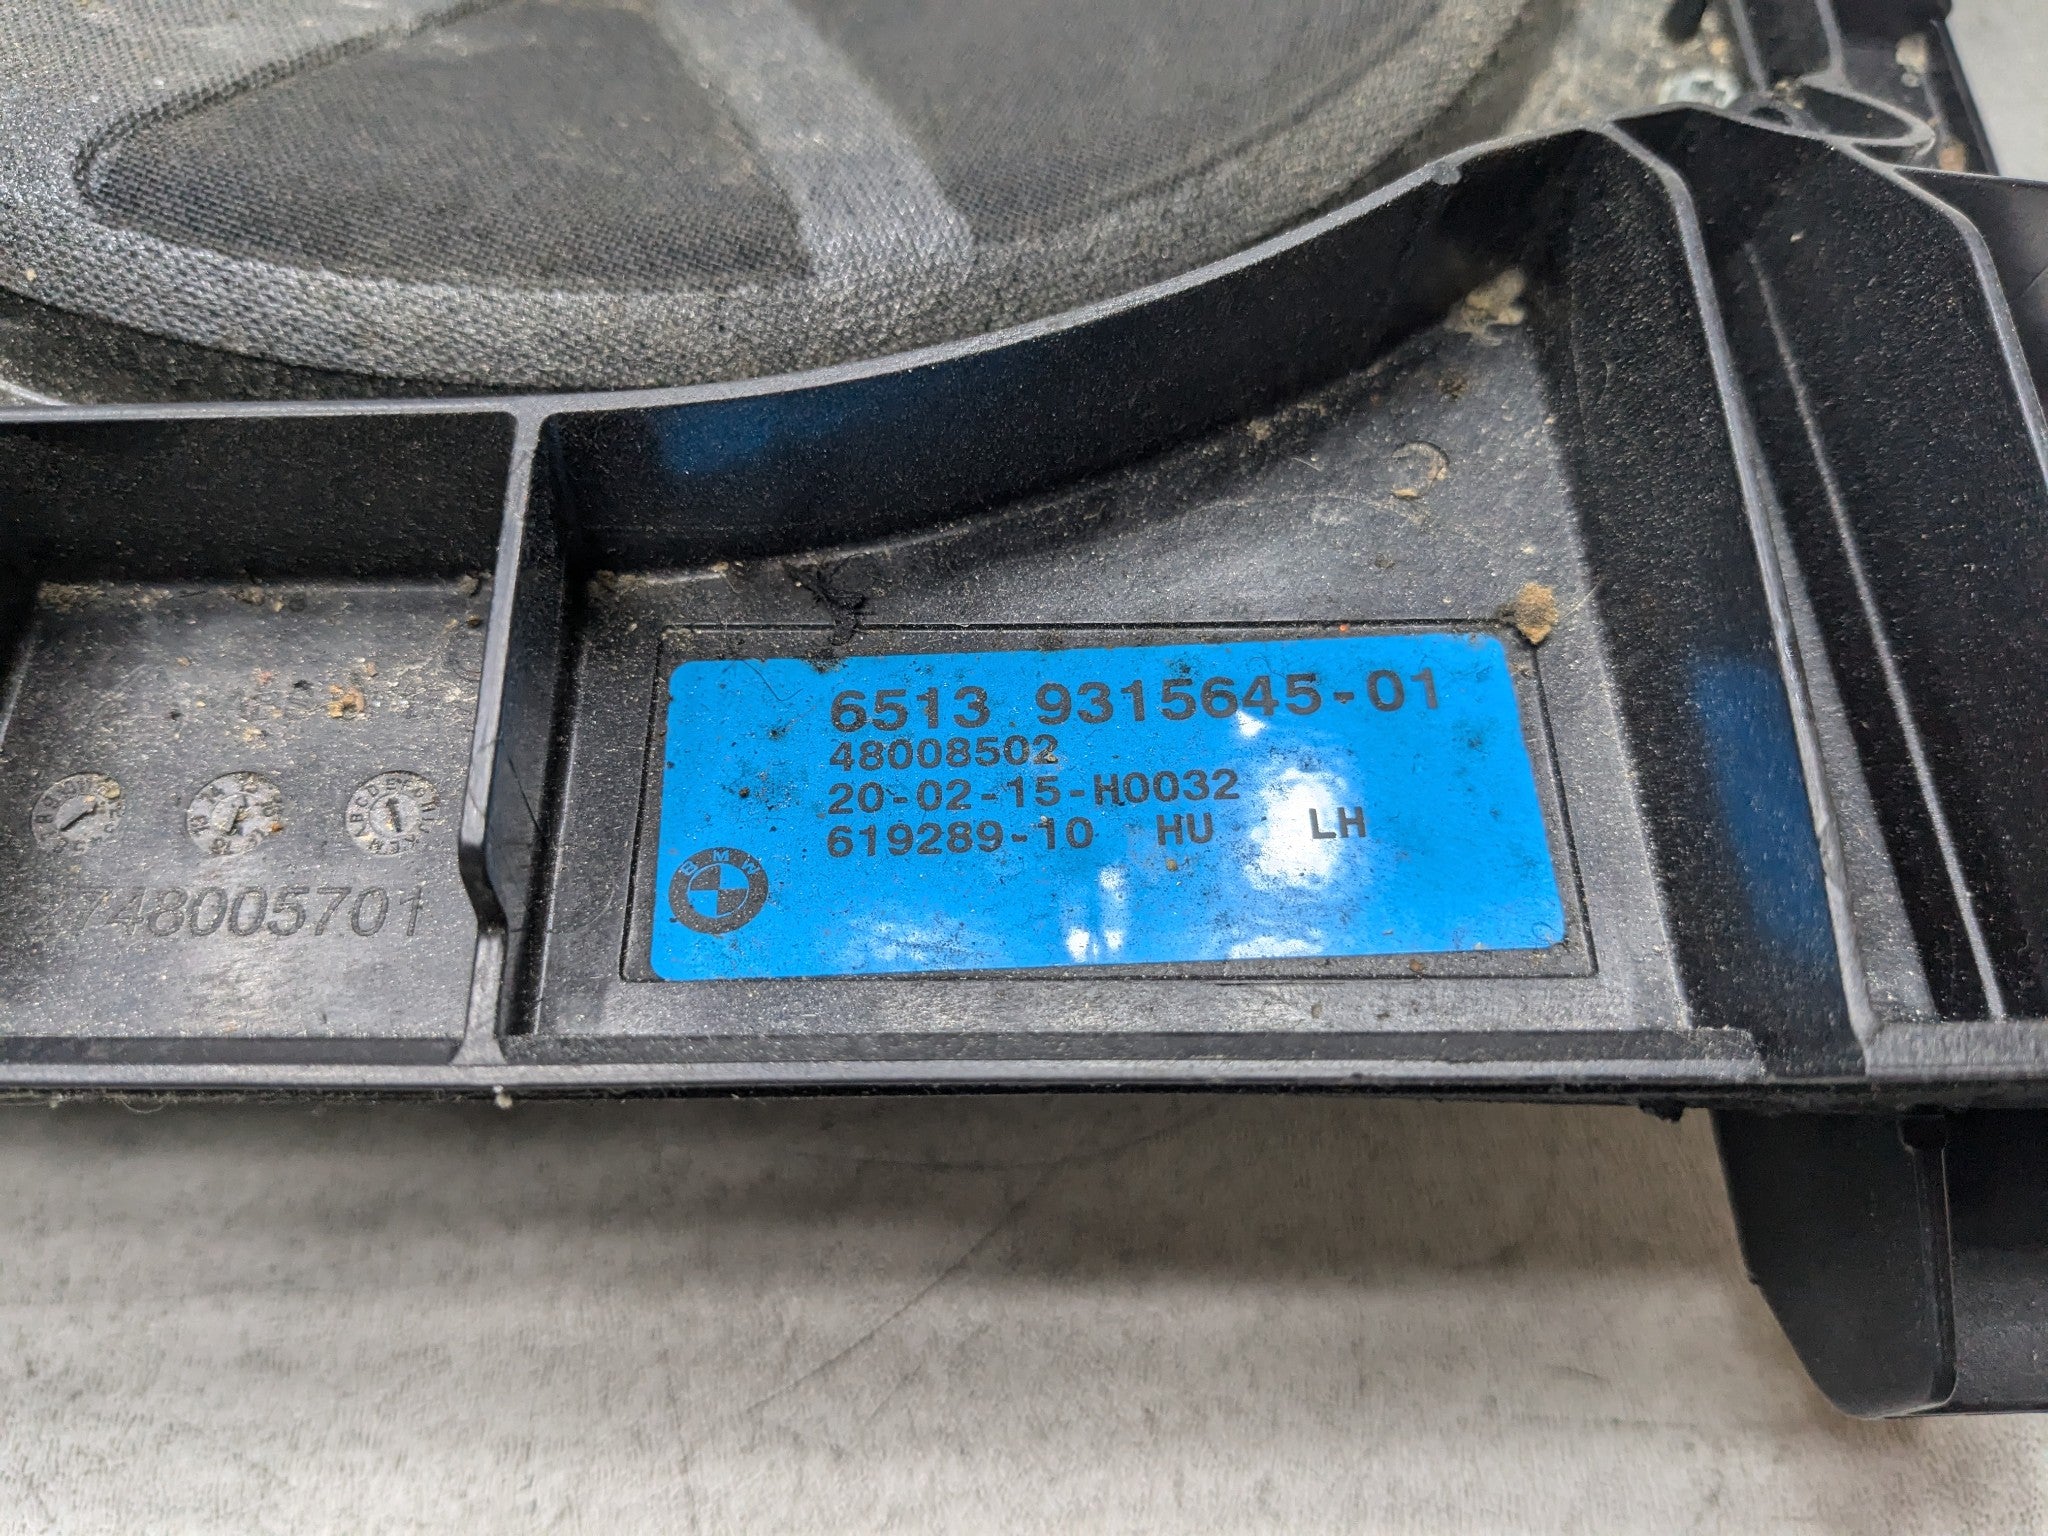 6513 9315645-01
48008502
20-02-15-H0032
619289-10 HU LH
BMW
748005701